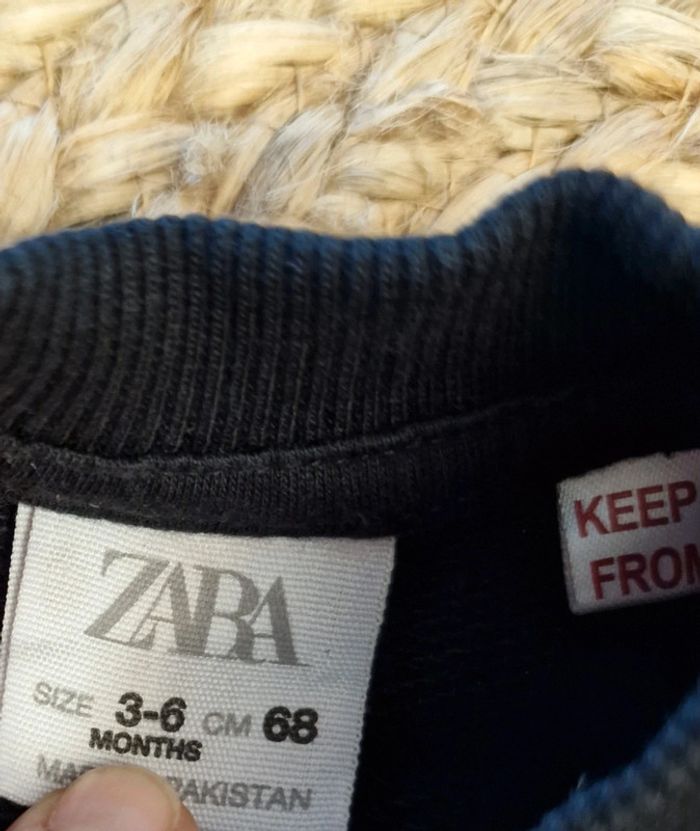 ZARA
SIZE 3-6 CM 68
MONTHS
PAKISTAN
KEEP
FROM